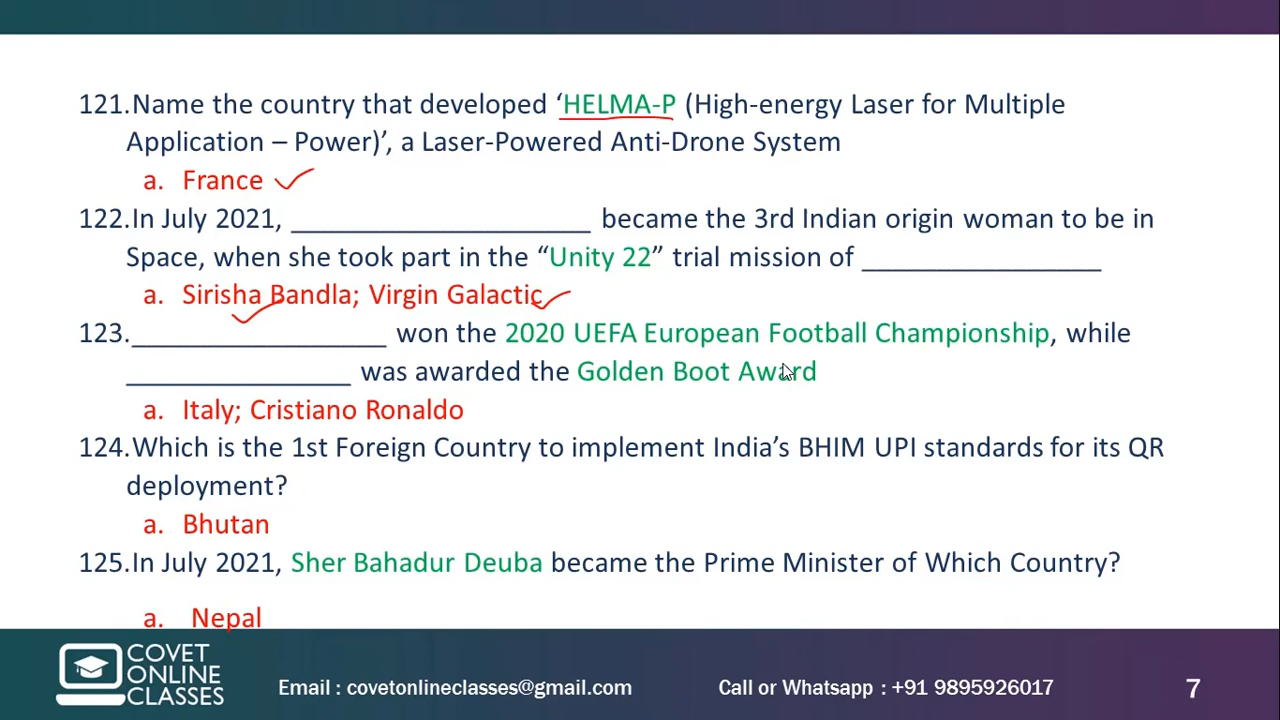 121.Name the country that developed ‘HELMA-P (High-energy Laser for Multiple
Application – Power)’, a Laser-Powered Anti-Drone System
a. France
122.In July 2021, ____________________ became the 3rd Indian origin woman to be in
Space, when she took part in the “Unity 22” trial mission of ________________
a. Sirisha Bandla; Virgin Galactic
123._________________ won the 2020 UEFA European Football Championship, while
_______________ was awarded the Golden Boot Award
a. Italy; Cristiano Ronaldo
124.Which is the 1st Foreign Country to implement India’s BHIM UPI standards for its QR
deployment?
a. Bhutan
125.In July 2021, Sher Bahadur Deuba became the Prime Minister of Which Country?
a. Nepal
COVET
ONLINE
CLASSES
Email : covetonlineclasses@gmail.com
Call or Whatsapp : +91 9895926017
7